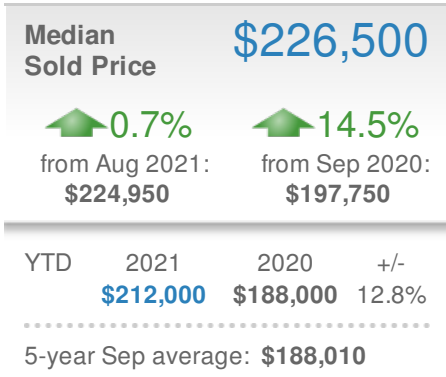 Median $226,500
Sold Price
0.7% 14.5%
from Aug 2021: from Sep 2020:
$224,950 $197,750
YTD 2021 2020 +/-
$212,000 $188,000 12.8%
5-year Sep average: $188,010